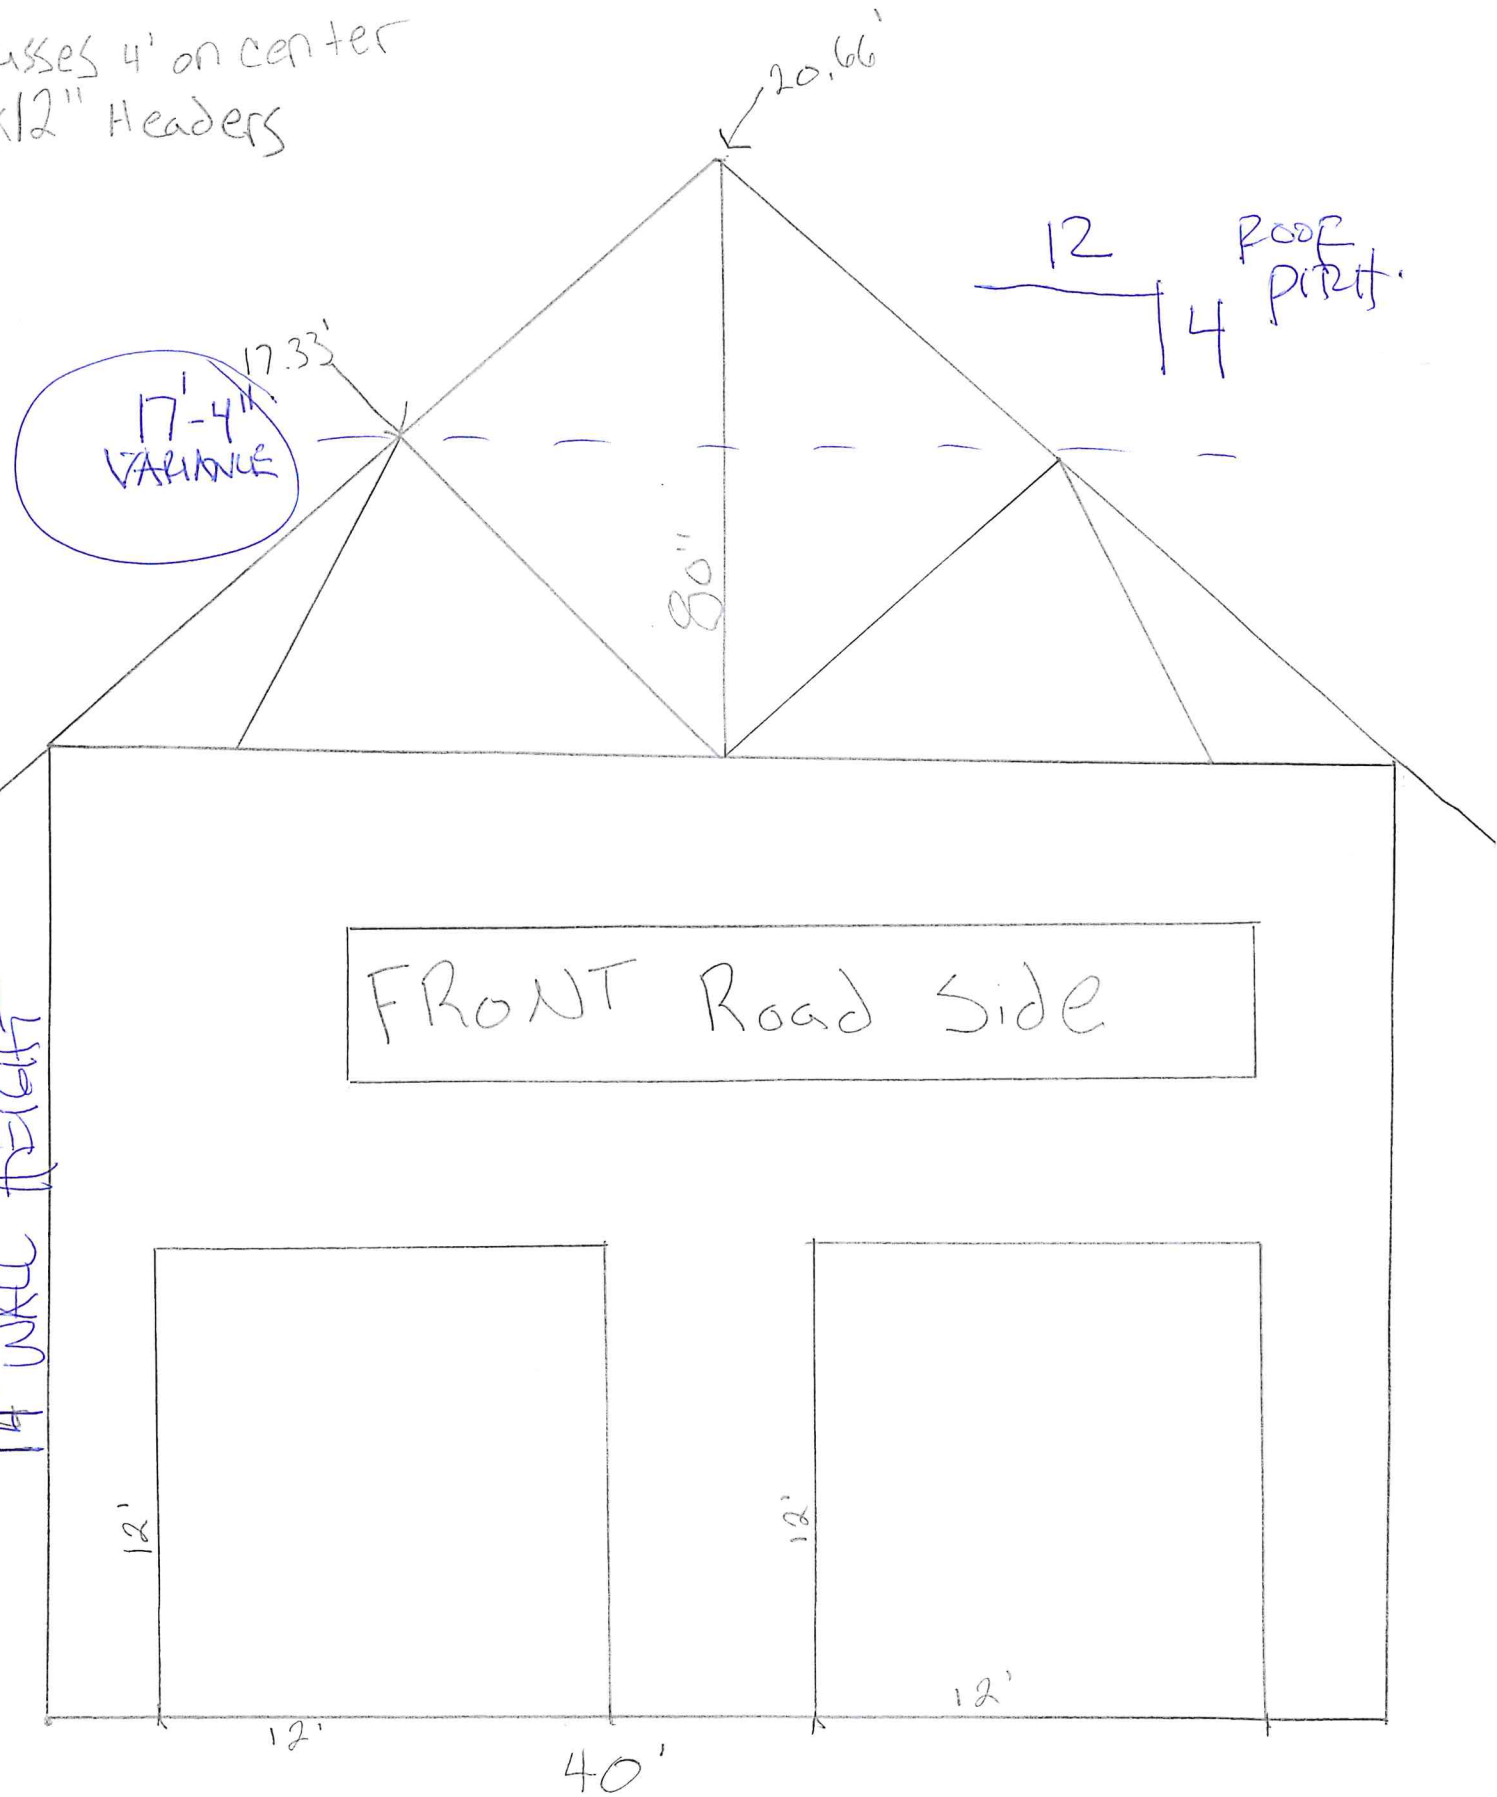 usses 4' on center
x12" Headers
20.66'
12
4
ROOF
PITCH.
17.33'
17'-4"
VARIANCE
80"
FRONT Road Side
14 WALL HEIGHT
12'
12'
12'
12'
40'